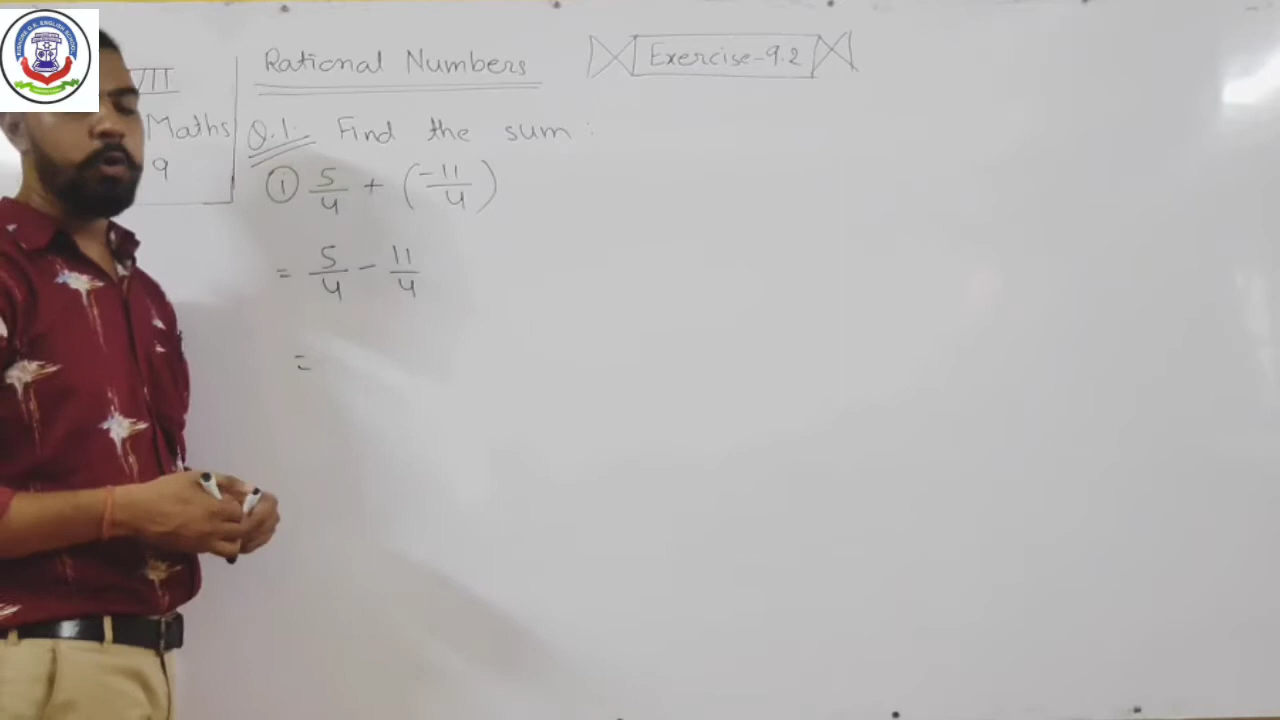 VII
Maths
9
Rational Numbers
Exercise-9.2
Q.1. Find the sum:
① 5/4 + (-11/4)
= 5/4 - 11/4
=